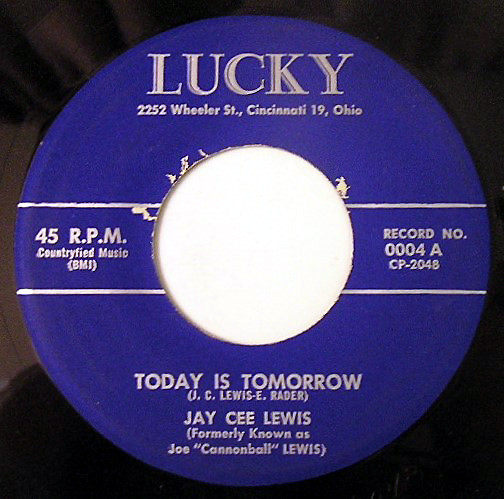 LUCKY
2252 Wheeler St., Cincinnati 19, Ohio
45 R.P.M.
Countryfied Music
(BMI)
RECORD NO.
0004 A
CP-2048
TODAY IS TOMORROW
(J. C. LEWIS-E. RADER)
JAY CEE LEWIS
(Formerly Known as
Joe "Cannonball" LEWIS)